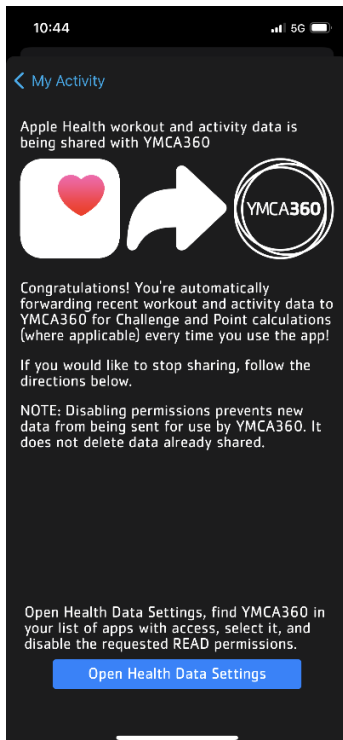 10:44
5G
My Activity
Apple Health workout and activity data is
being shared with YMCA360
YMCA360
Congratulations! You're automatically
forwarding recent workout and activity data to
YMCA360 for Challenge and Point calculations
(where applicable) every time you use the app!
If you would like to stop sharing, follow the
directions below.
NOTE: Disabling permissions prevents new
data from being sent for use by YMCA360. It
does not delete data already shared.
Open Health Data Settings, find YMCA360 in
your list of apps with access, select it, and
disable the requested READ permissions.
Open Health Data Settings